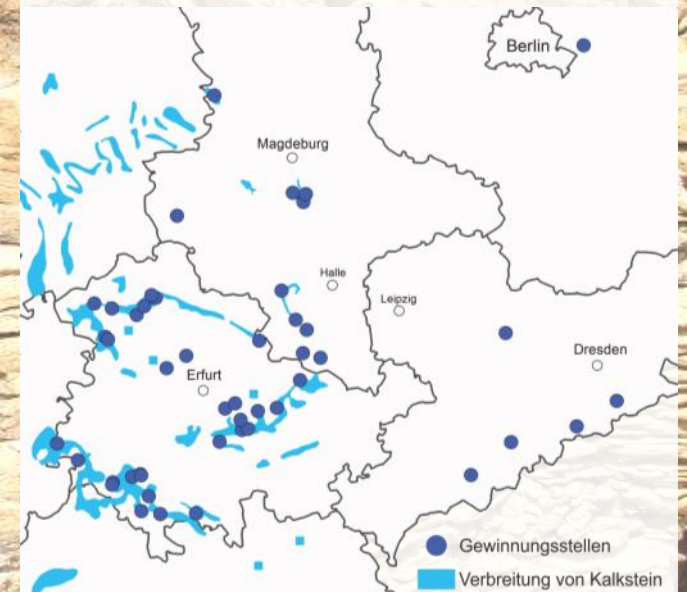 Berlin
Magdeburg
Halle
Leipzig
Dresden
Erfurt
Gewinnungsstellen
Verbreitung von Kalkstein